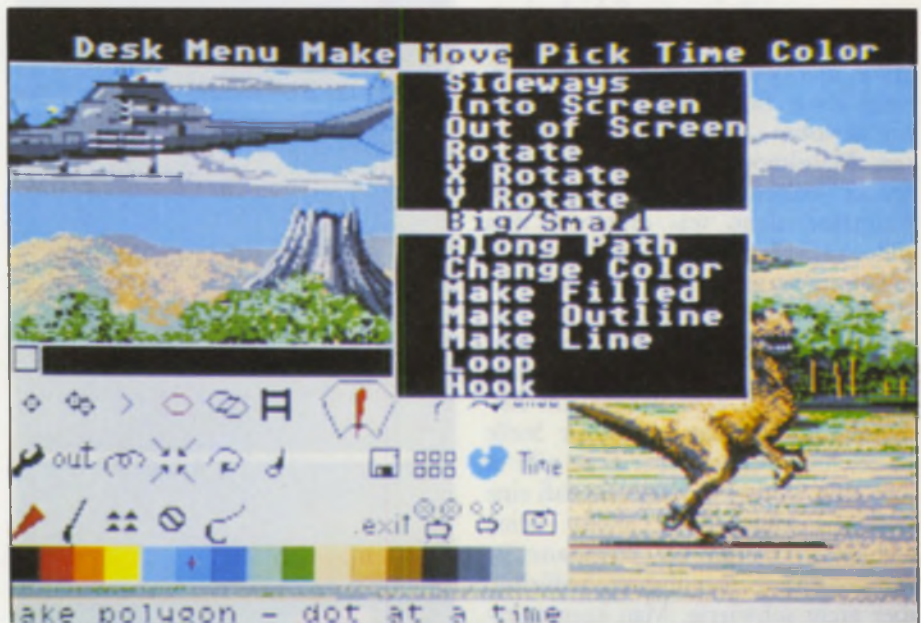 Desk Menu Make Move Pick Time Color
Sideways
Into Screen
Out of Screen
Rotate
X Rotate
Y Rotate
Big/Small
Along Path
Change Color
Make Filled
Make Outline
Make Line
Loop
Hook
out
Time
.exit
ake polygon - dot at a time